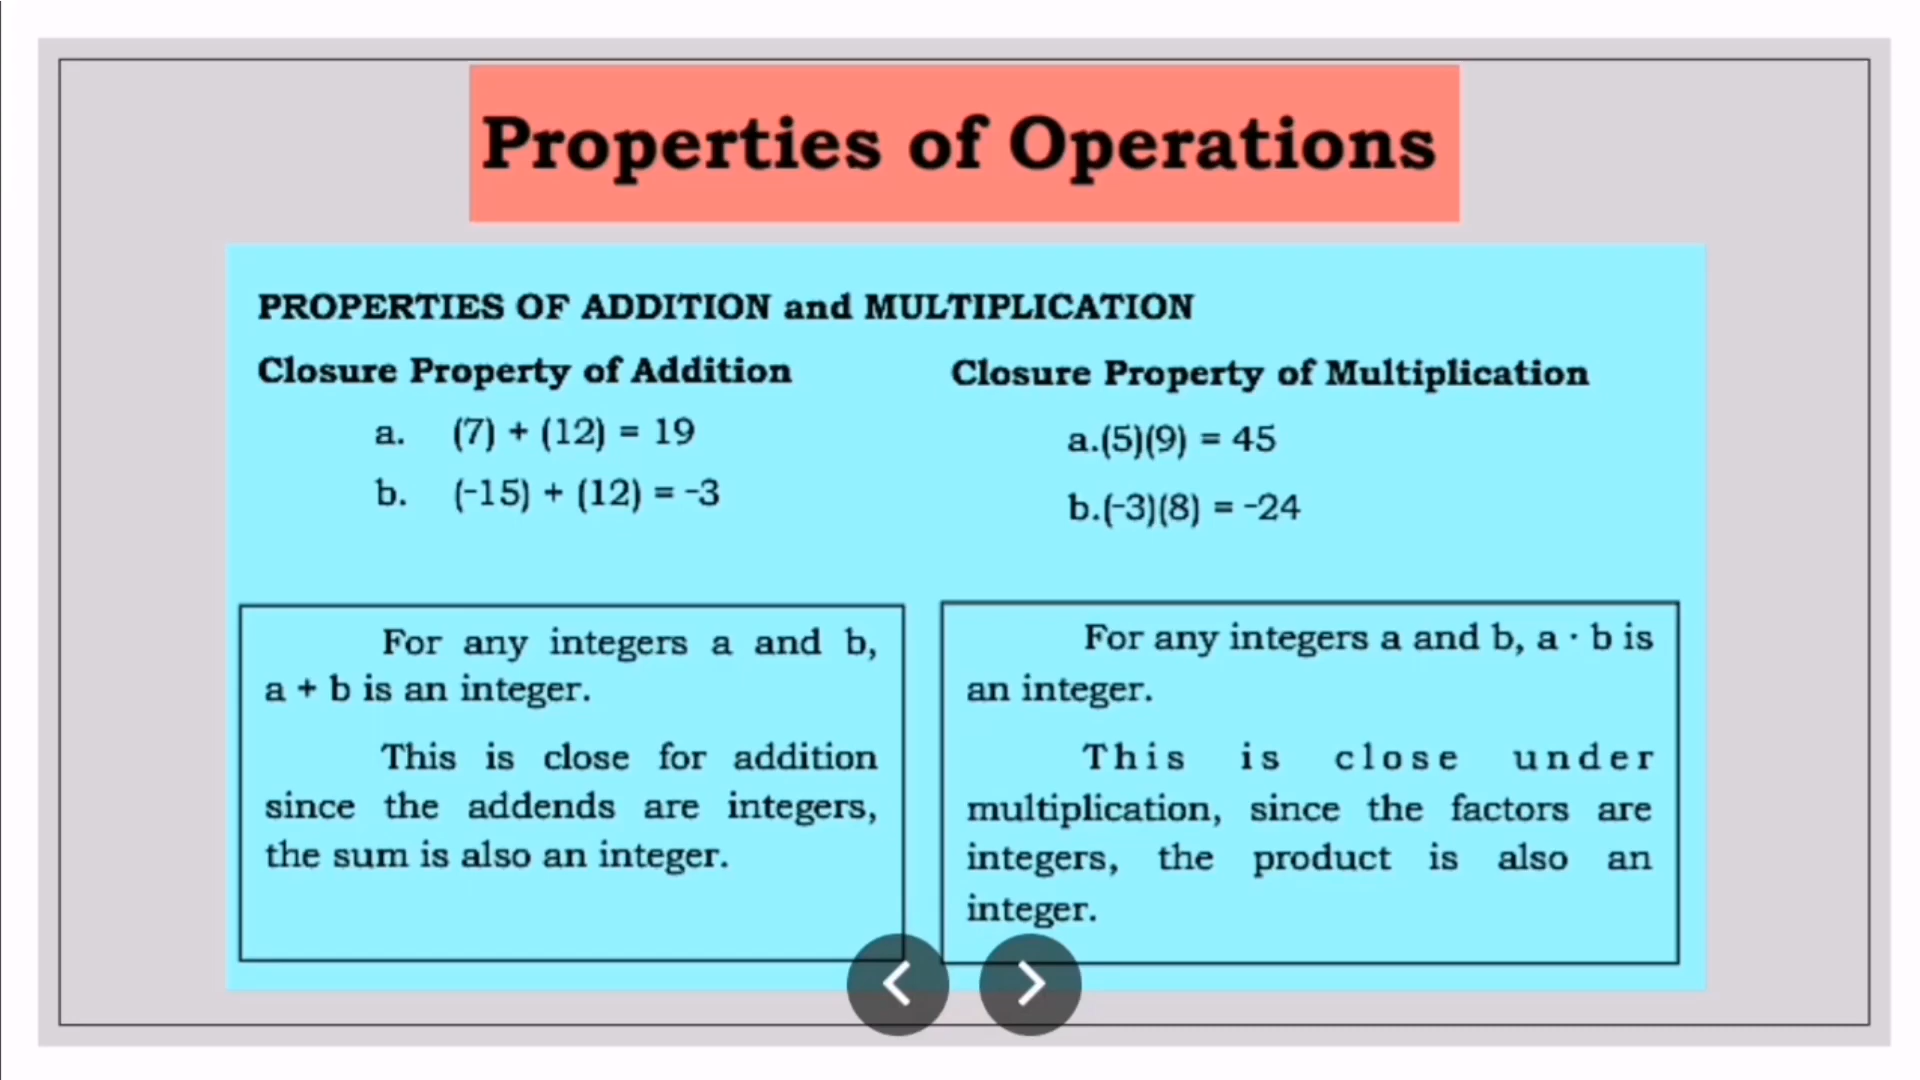 Properties of Operations
PROPERTIES OF ADDITION and MULTIPLICATION
Closure Property of Addition
a. (7) + (12) = 19
b. (-15) + (12) = -3
Closure Property of Multiplication
a.(5)(9) = 45
b.(-3)(8) = -24
For any integers a and b,
a + b is an integer.
This is close for addition
since the addends are integers,
the sum is also an integer.
For any integers a and b, a · b is
an integer.
This is close under
multiplication, since the factors are
integers, the product is also an
integer.